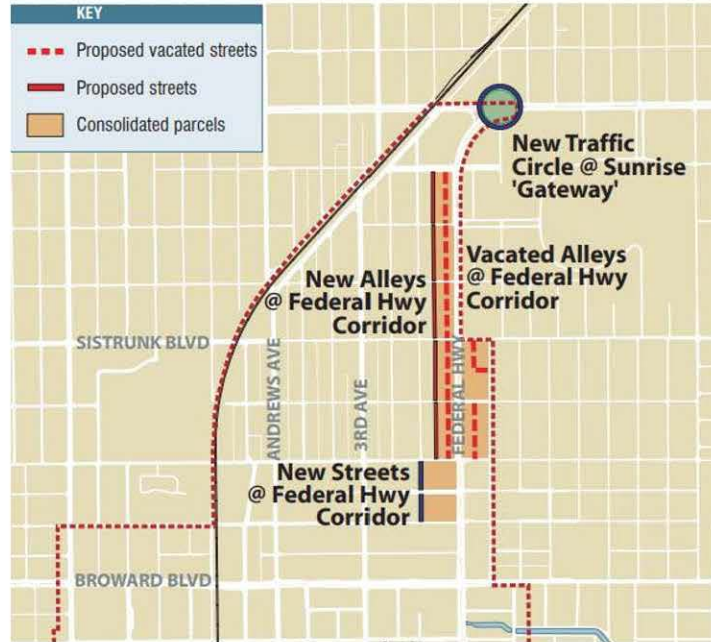 KEY
Proposed vacated streets
Proposed streets
Consolidated parcels
New Traffic
Circle @ Sunrise
'Gateway'
New Alleys
@ Federal Hwy
Corridor
Vacated Alleys
@ Federal Hwy
Corridor
SISTRUNK BLVD
ANDREWS AVE
3RD AVE
FEDERAL HWY
New Streets
@ Federal Hwy
Corridor
BROWARD BLVD